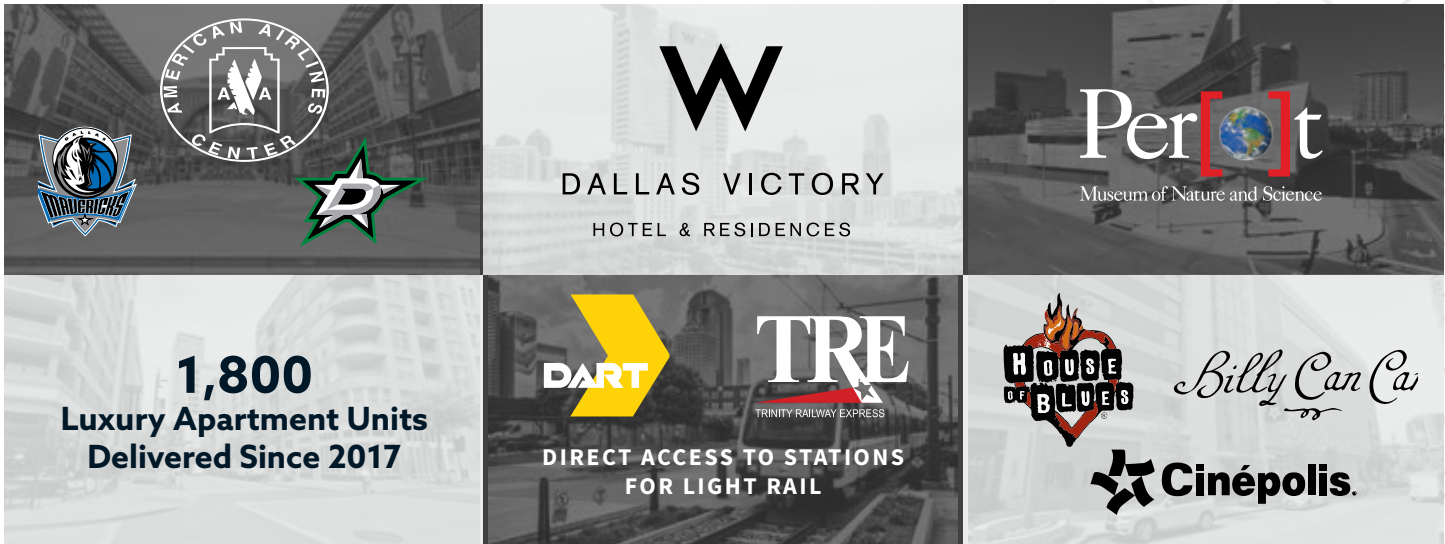 AMERICAN AIRLINES
A A
CENTER
DALLAS
MAVERICKS
D
W
DALLAS VICTORY
HOTEL & RESIDENCES
Per[ ]t
Museum of Nature and Science
1,800
Luxury Apartment Units
Delivered Since 2017
DART
TRE
TRINITY RAILWAY EXPRESS
DIRECT ACCESS TO STATIONS
FOR LIGHT RAIL
HOUSE
OF BLUES®
Billy Can Ca
Cinépolis.